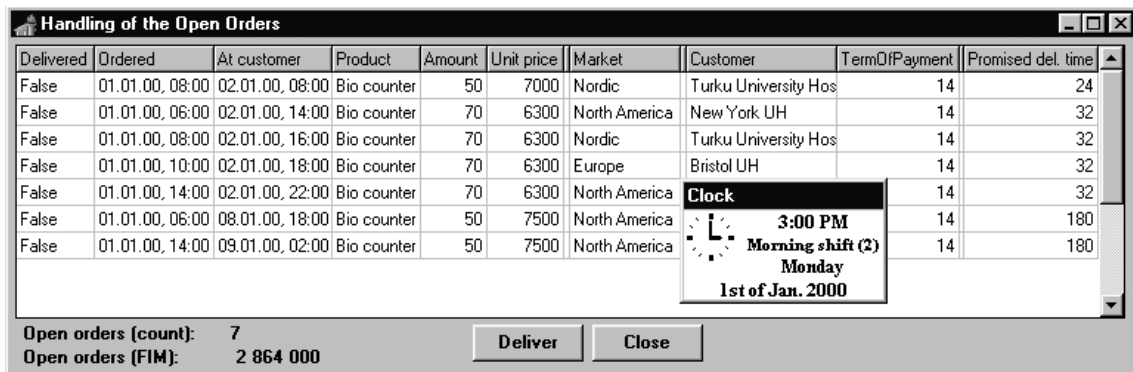 Handling of the Open Orders
Delivered Ordered At customer Product Amount Unit price Market Customer TermOfPayment Promised del. time
False 01.01.00, 08:00 02.01.00, 08:00 Bio counter 50 7000 Nordic Turku University Hos 14 24
False 01.01.00, 06:00 02.01.00, 14:00 Bio counter 70 6300 North America New York UH 14 32
False 01.01.00, 08:00 02.01.00, 16:00 Bio counter 70 6300 Nordic Turku University Hos 14 32
False 01.01.00, 10:00 02.01.00, 18:00 Bio counter 70 6300 Europe Bristol UH 14 32
False 01.01.00, 14:00 02.01.00, 22:00 Bio counter 70 6300 North America 14 32
False 01.01.00, 06:00 08.01.00, 18:00 Bio counter 50 7500 North America 14 180
False 01.01.00, 14:00 09.01.00, 02:00 Bio counter 50 7500 North America 14 180
Clock
3:00 PM
Morning shift (2)
Monday
1st of Jan. 2000
Open orders (count): 7
Open orders (FIM): 2 864 000
Deliver Close